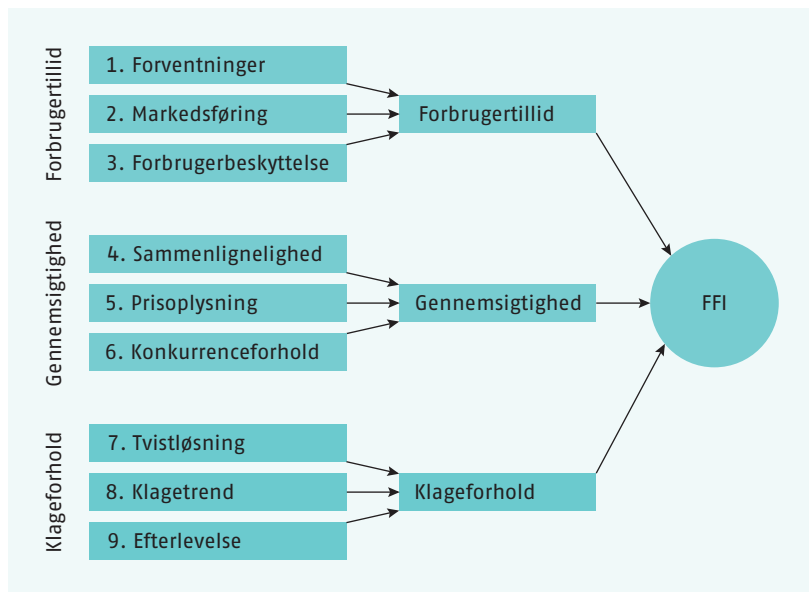 Forbrugertillid
1. Forventninger
2. Markedsføring
3. Forbrugerbeskyttelse
Forbrugertillid
Gennemsigtighed
4. Sammenlignelighed
5. Prisoplysning
6. Konkurrenceforhold
Gennemsigtighed
FFI
Klageforhold
7. Tvistløsning
8. Klagetrend
9. Efterlevelse
Klageforhold